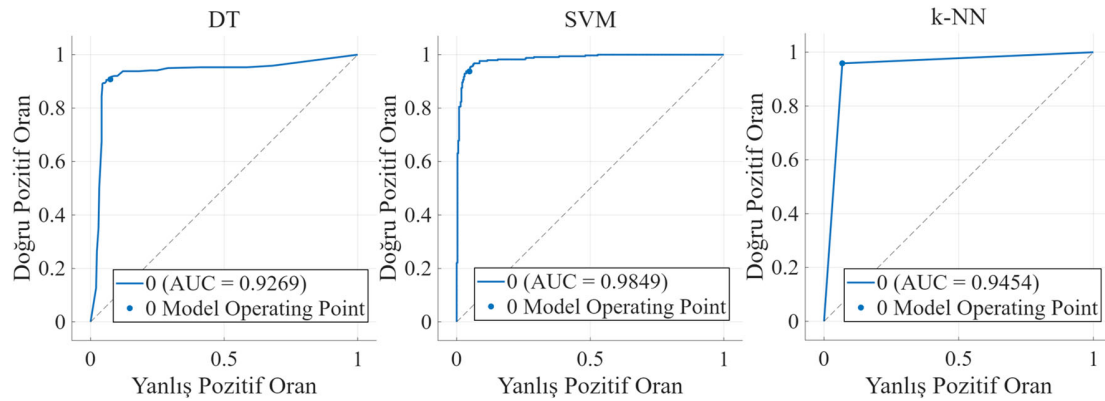 DT
Doğru Pozitif Oran
1
0.8
0.6
0.4
0.2
0
0 (AUC = 0.9269)
0 Model Operating Point
0 0.5 1
Yanlış Pozitif Oran
SVM
Doğru Pozitif Oran
1
0.8
0.6
0.4
0.2
0
0 (AUC = 0.9849)
0 Model Operating Point
0 0.5 1
Yanlış Pozitif Oran
k-NN
Doğru Pozitif Oran
1
0.8
0.6
0.4
0.2
0
0 (AUC = 0.9454)
0 Model Operating Point
0 0.5 1
Yanlış Pozitif Oran